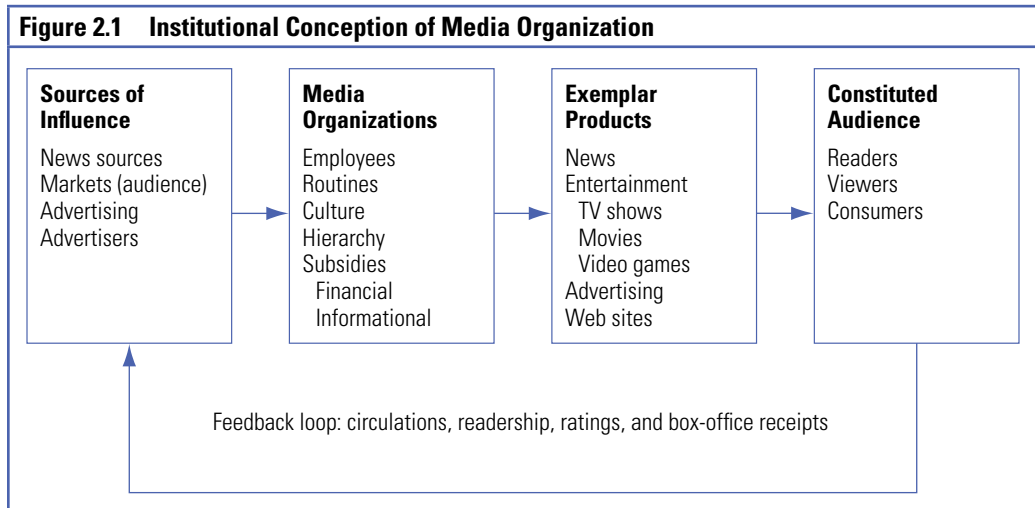 Figure 2.1 Institutional Conception of Media Organization
Sources of
Influence
News sources
Markets (audience)
Advertising
Advertisers
Media
Organizations
Employees
Routines
Culture
Hierarchy
Subsidies
Financial
Informational
Exemplar
Products
News
Entertainment
TV shows
Movies
Video games
Advertising
Web sites
Constituted
Audience
Readers
Viewers
Consumers
Feedback loop: circulations, readership, ratings, and box-office receipts